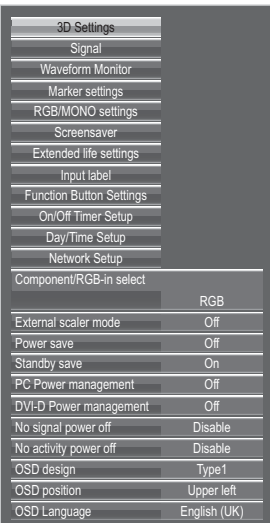 3D Settings
Signal
Waveform Monitor
Marker settings
RGB/MONO settings
Screensaver
Extended life settings
Input label
Function Button Settings
On/Off Timer Setup
Day/Time Setup
Network Setup
Component/RGB-in select
RGB
External scaler mode Off
Power save Off
Standby save On
PC Power management Off
DVI-D Power management Off
No signal power off Disable
No activity power off Disable
OSD design Type1
OSD position Upper left
OSD Language English (UK)